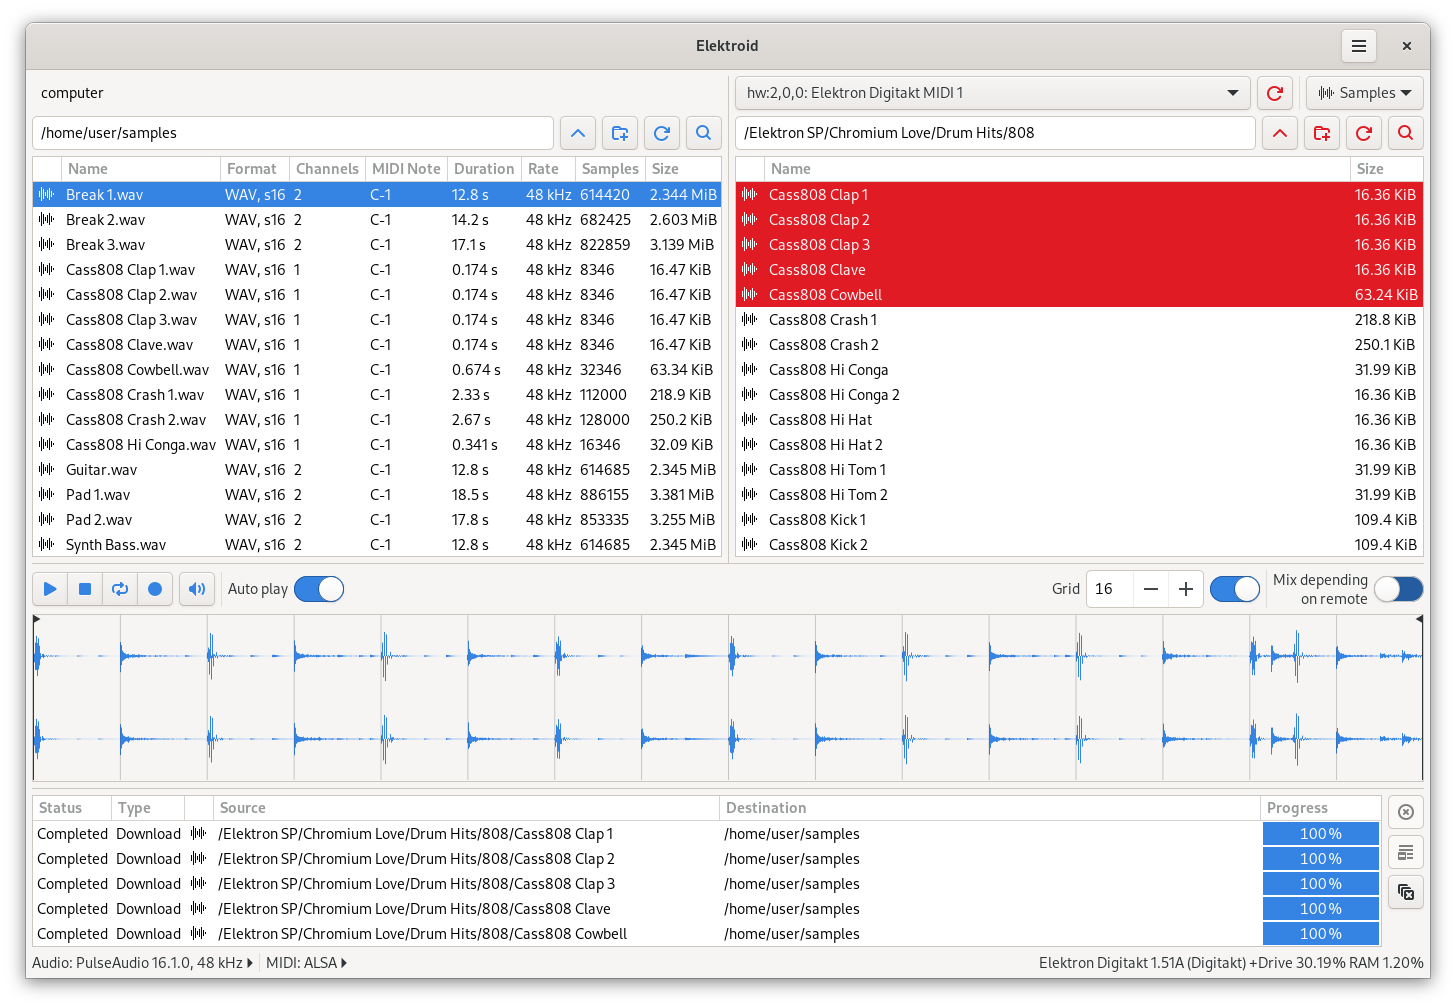 Elektroid
computer
hw:2,0,0: Elektron Digitakt MIDI 1
Samples
/home/user/samples
/Elektron SP/Chromium Love/Drum Hits/808
Name Format Channels MIDI Note Duration Rate Samples Size
Break 1.wav WAV, s16 2 C-1 12.8 s 48 kHz 614420 2.344 MiB
Break 2.wav WAV, s16 2 C-1 14.2 s 48 kHz 682425 2.603 MiB
Break 3.wav WAV, s16 2 C-1 17.1 s 48 kHz 822859 3.139 MiB
Cass808 Clap 1.wav WAV, s16 1 C-1 0.174 s 48 kHz 8346 16.47 KiB
Cass808 Clap 2.wav WAV, s16 1 C-1 0.174 s 48 kHz 8346 16.47 KiB
Cass808 Clap 3.wav WAV, s16 1 C-1 0.174 s 48 kHz 8346 16.47 KiB
Cass808 Clave.wav WAV, s16 1 C-1 0.174 s 48 kHz 8346 16.47 KiB
Cass808 Cowbell.wav WAV, s16 1 C-1 0.674 s 48 kHz 32346 63.34 KiB
Cass808 Crash 1.wav WAV, s16 1 C-1 2.33 s 48 kHz 112000 218.9 KiB
Cass808 Crash 2.wav WAV, s16 1 C-1 2.67 s 48 kHz 128000 250.2 KiB
Cass808 Hi Conga.wav WAV, s16 1 C-1 0.341 s 48 kHz 16346 32.09 KiB
Guitar.wav WAV, s16 2 C-1 12.8 s 48 kHz 614685 2.345 MiB
Pad 1.wav WAV, s16 2 C-1 18.5 s 48 kHz 886155 3.381 MiB
Pad 2.wav WAV, s16 2 C-1 17.8 s 48 kHz 853335 3.255 MiB
Synth Bass.wav WAV, s16 2 C-1 12.8 s 48 kHz 614685 2.345 MiB
Name Size
Cass808 Clap 1 16.36 KiB
Cass808 Clap 2 16.36 KiB
Cass808 Clap 3 16.36 KiB
Cass808 Clave 16.36 KiB
Cass808 Cowbell 63.24 KiB
Cass808 Crash 1 218.8 KiB
Cass808 Crash 2 250.1 KiB
Cass808 Hi Conga 31.99 KiB
Cass808 Hi Conga 2 16.36 KiB
Cass808 Hi Hat 16.36 KiB
Cass808 Hi Hat 2 16.36 KiB
Cass808 Hi Tom 1 31.99 KiB
Cass808 Hi Tom 2 31.99 KiB
Cass808 Kick 1 109.4 KiB
Cass808 Kick 2 109.4 KiB
Auto play
Grid 16
Mix depending
on remote
Status Type Source Destination Progress
Completed Download /Elektron SP/Chromium Love/Drum Hits/808/Cass808 Clap 1 /home/user/samples 100%
Completed Download /Elektron SP/Chromium Love/Drum Hits/808/Cass808 Clap 2 /home/user/samples 100%
Completed Download /Elektron SP/Chromium Love/Drum Hits/808/Cass808 Clap 3 /home/user/samples 100%
Completed Download /Elektron SP/Chromium Love/Drum Hits/808/Cass808 Clave /home/user/samples 100%
Completed Download /Elektron SP/Chromium Love/Drum Hits/808/Cass808 Cowbell /home/user/samples 100%
Audio: PulseAudio 16.1.0, 48 kHz MIDI: ALSA Elektron Digitakt 1.51A (Digitakt) +Drive 30.19% RAM 1.20%